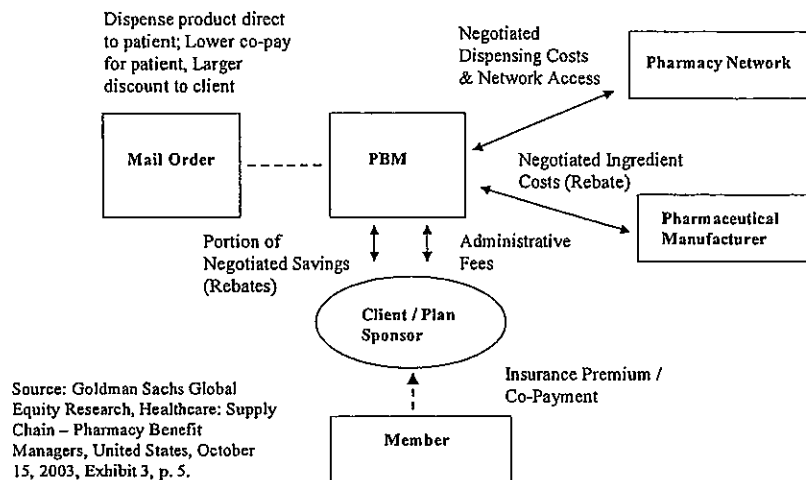 Dispense product direct
to patient; Lower co-pay
for patient, Larger
discount to client
Negotiated
Dispensing Costs
& Network Access
Pharmacy Network
Mail Order
PBM
Negotiated Ingredient
Costs (Rebate)
Pharmaceutical
Manufacturer
Portion of
Negotiated Savings
(Rebates)
Administrative
Fees
Client / Plan
Sponsor
Insurance Premium /
Co-Payment
Member
Source: Goldman Sachs Global
Equity Research, Healthcare: Supply
Chain – Pharmacy Benefit
Managers, United States, October
15, 2003, Exhibit 3, p. 5.